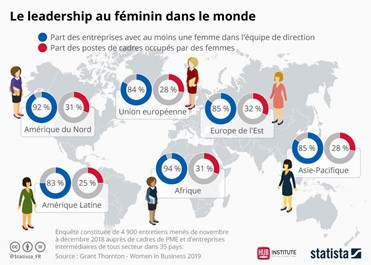 Le leadership au féminin dans le monde
Part des entreprises avec au moins une femme dans l'équipe de direction
Part des postes de cadres occupés par des femmes
92 % 31 %
Amérique du Nord
84 % 28 %
Union européenne
85 % 32 %
Europe de l'Est
85 % 28 %
Asie-Pacifique
83 % 25 %
Amérique Latine
94 % 31 %
Afrique
Enquête constituée de 4 900 entretiens menés de novembre
à décembre 2018 auprès de cadres de PME et d'entreprises
intermédiaires de tous secteur dans 35 pays.
Source : Grant Thornton - Women in Business 2019
@Statista_FR
HUB INSTITUTE
statista